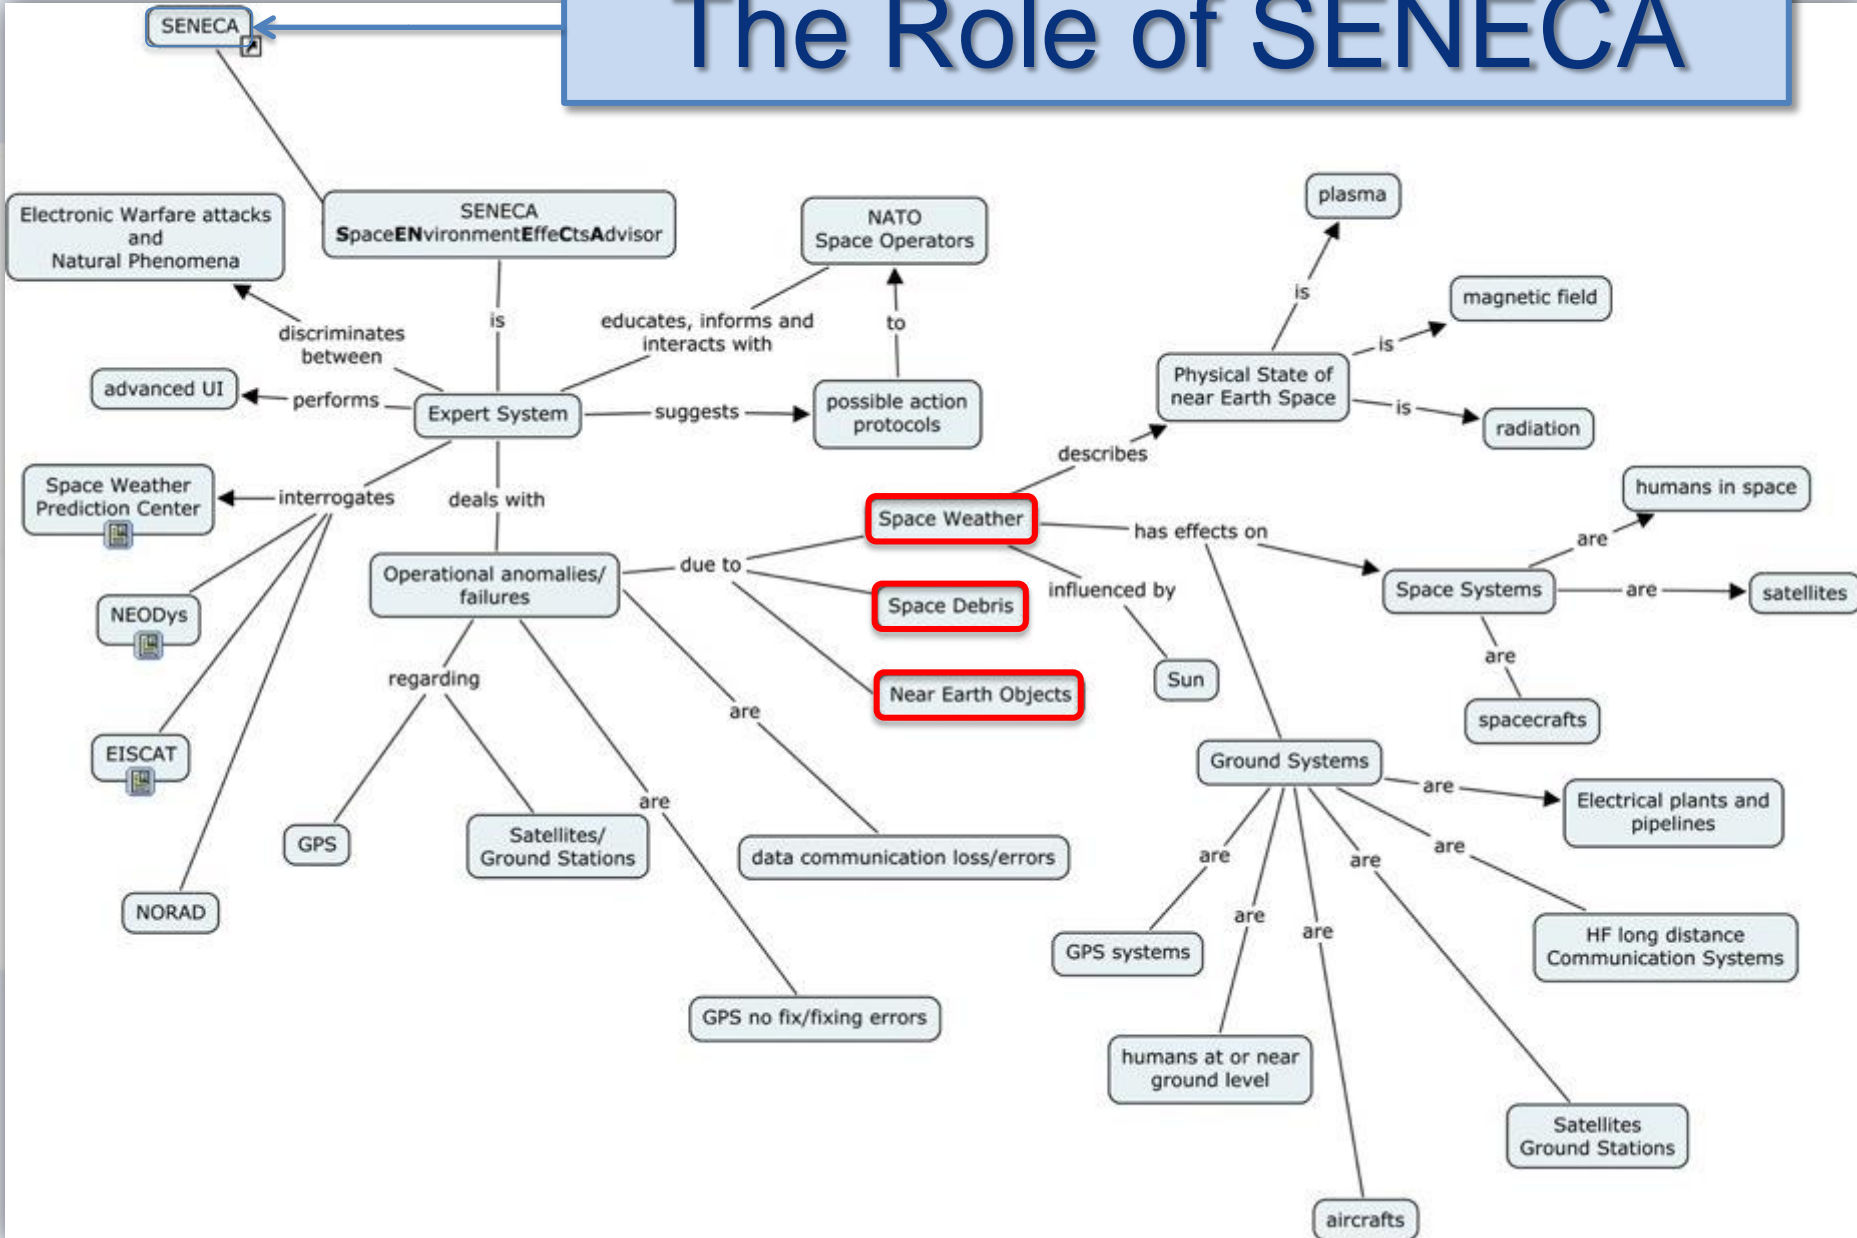 The Role of SENECA
SENECA
Electronic Warfare attacks
and
Natural Phenomena
SENECA
SpaceENvironmentEffeCtsAdvisor
NATO
Space Operators
plasma
is
magnetic field
is
Physical State of
near Earth Space
is
radiation
discriminates
between
is
educates, informs and
interacts with
to
advanced UI
performs
Expert System
suggests
possible action
protocols
describes
Space Weather
Prediction Center
interrogates
deals with
Space Weather
has effects on
humans in space
are
Operational anomalies/
failures
due to
Space Debris
influenced by
Space Systems
are
satellites
NEODys
Near Earth Objects
Sun
are
spacecrafts
regarding
are
EISCAT
are
Ground Systems
are
Electrical plants and
pipelines
GPS
Satellites/
Ground Stations
data communication loss/errors
are
are
are
NORAD
GPS systems
are
are
HF long distance
Communication Systems
GPS no fix/fixing errors
humans at or near
ground level
Satellites
Ground Stations
aircrafts